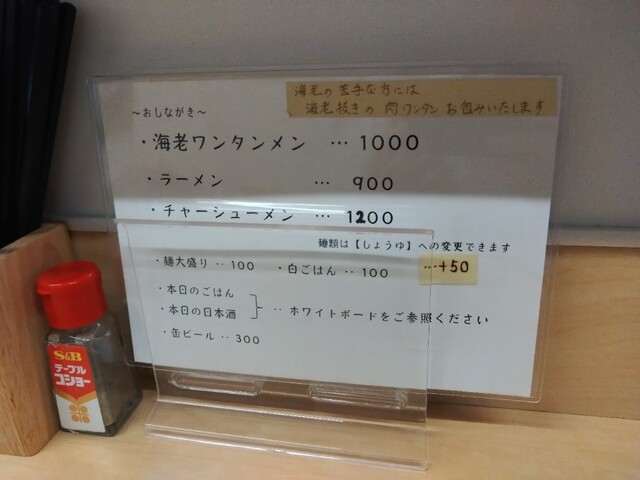 海老の苦手な方には
海老抜きの 肉ワンタン お包みいたします
～おしながき～
・海老ワンタンメン … 1000
・ラーメン … 900
・チャーシューメン … 1200
麺類は【しょうゆ】への変更できます
…+50
・麺大盛り ‥ 100 ・白ごはん ‥ 100
・本日のごはん
・本日の日本酒 ‥ ホワイトボードをご参照ください
・缶ビール ‥ 300
S&B
テーブル
コショー